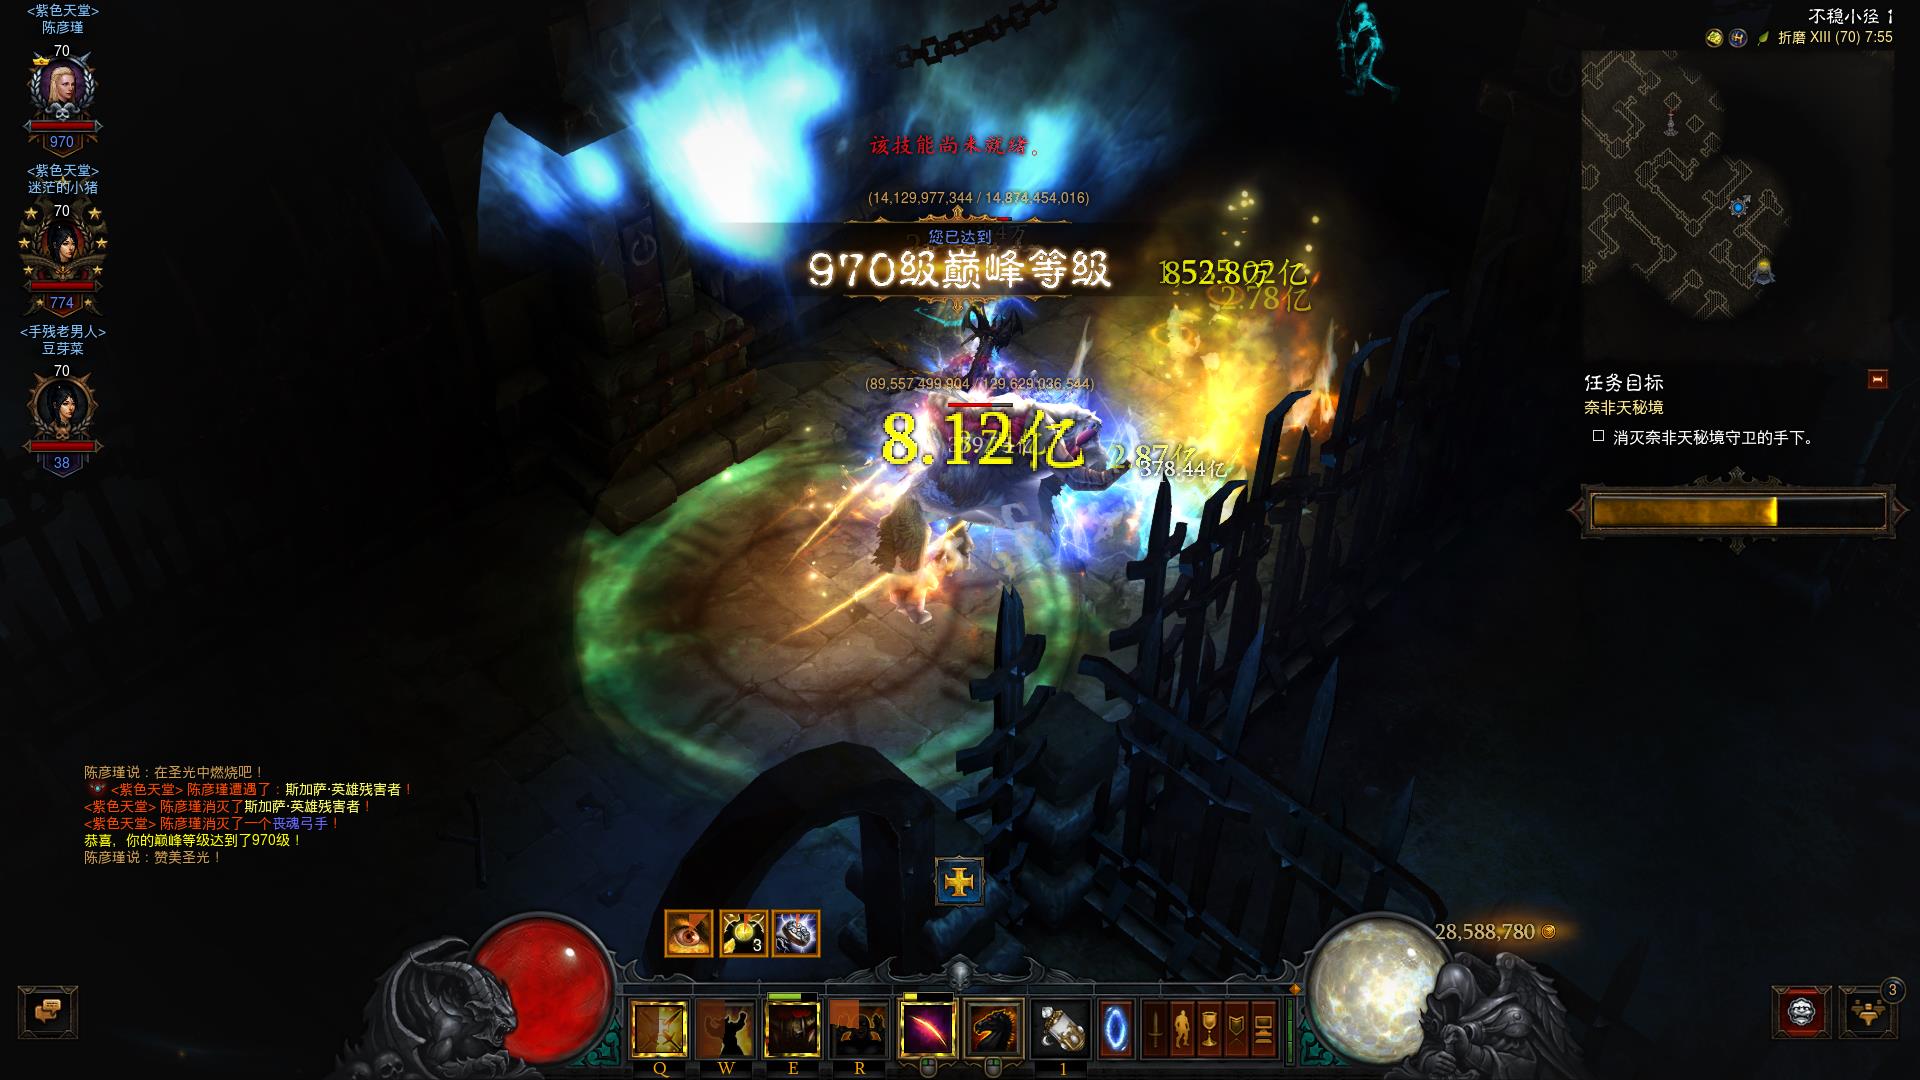 <紫色天堂>
陈彦瑾
70
970
<紫色天堂>
迷茫的小猪
70
774
<手残老男人>
豆芽菜
70
38
不稳小径 1
折磨 XIII (70) 7:55
任务目标
奈非天秘境
消灭奈非天秘境守卫的手下。
该技能尚未就绪。
(14,129,977,344 / 14,874,454,016)
您已达到
970级巅峰等级
2.78亿
(89,557,499,904 / 129,629,036,544)
8.12亿
2.87亿
378.44亿
陈彦瑾说：在圣光中燃烧吧！
<紫色天堂> 陈彦瑾遭遇了：斯加萨·英雄残害者！
<紫色天堂> 陈彦瑾消灭了斯加萨·英雄残害者！
<紫色天堂> 陈彦瑾消灭了一个丧魂弓手！
恭喜，你的巅峰等级达到了970级！
陈彦瑾说：赞美圣光！
3
28,588,780
3
Q
W
E
R
1